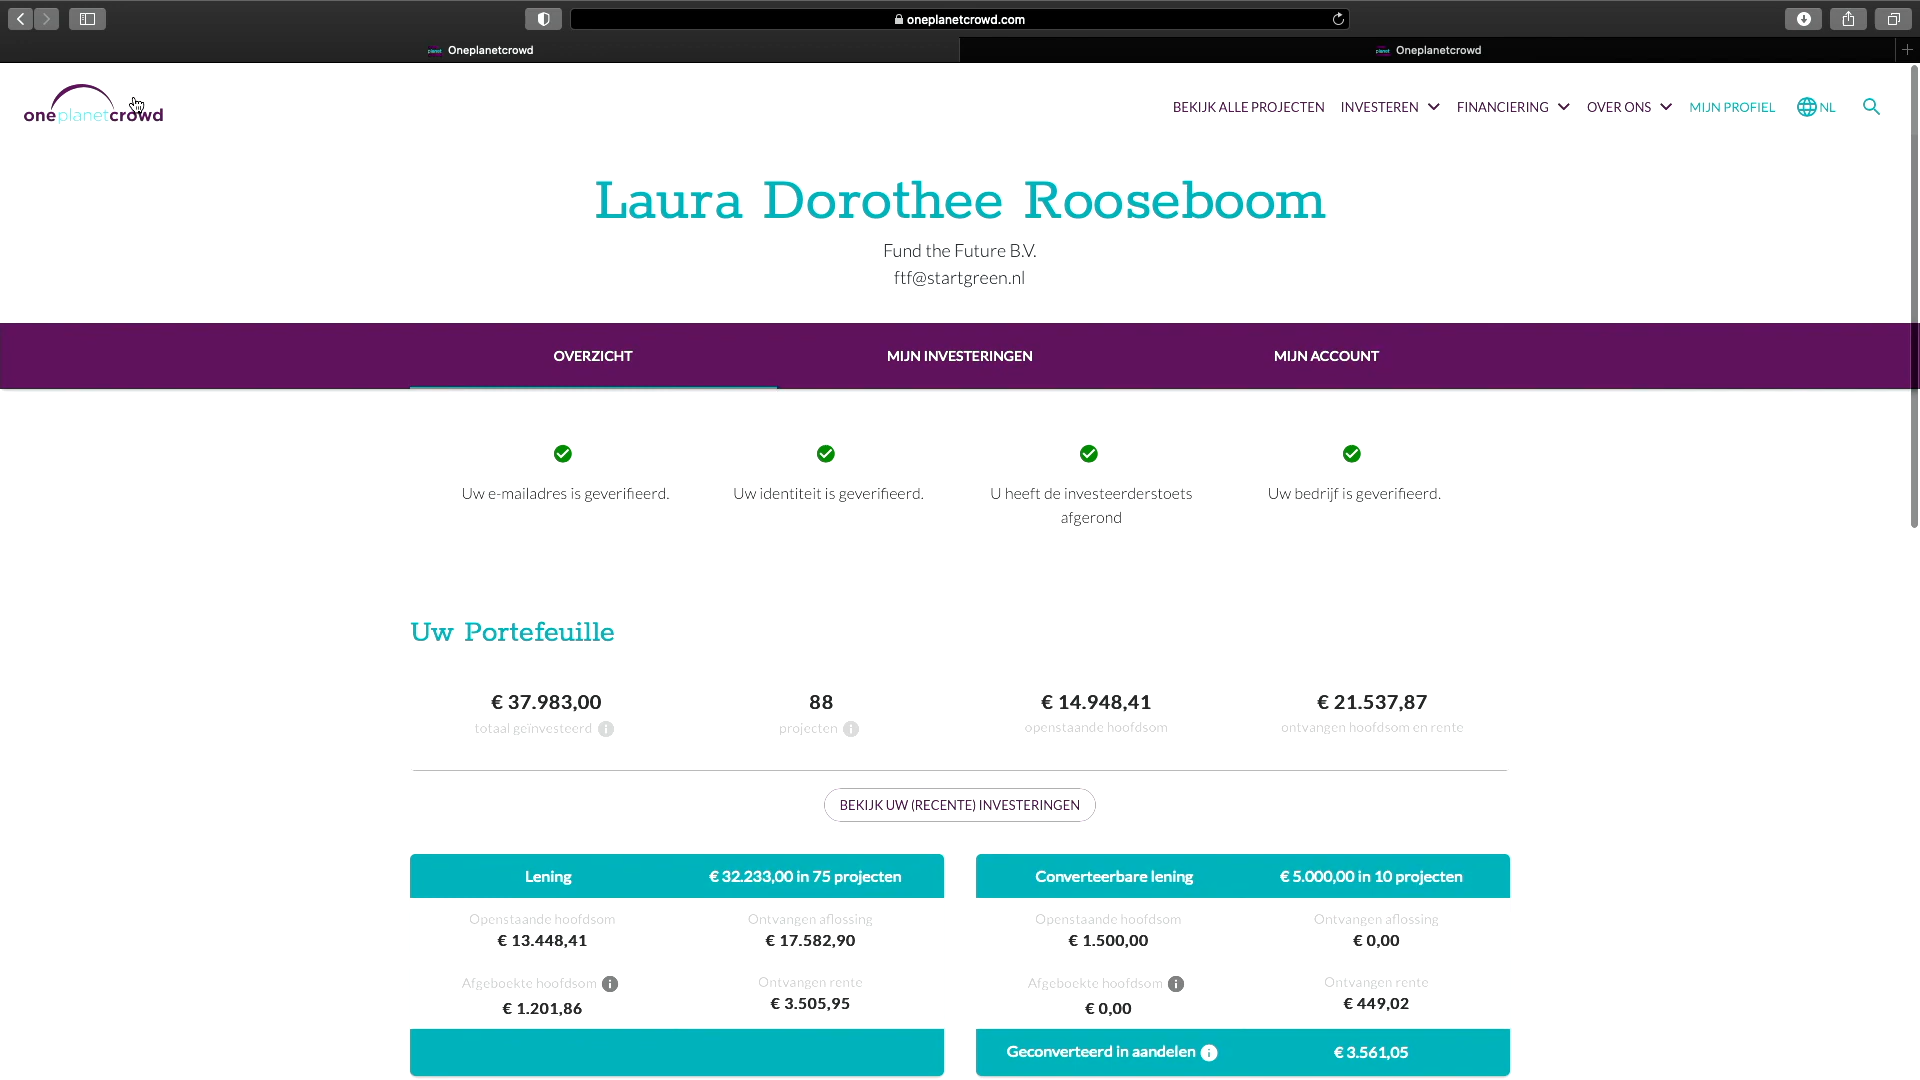 oneplanetcrowd.com
Oneplanetcrowd
Oneplanetcrowd
oneplanetcrowd
BEKIJK ALLE PROJECTEN INVESTEREN FINANCIERING OVER ONS MIJN PROFIEL NL
Laura Dorothee Rooseboom
Fund the Future B.V.
ftf@startgreen.nl
OVERZICHT MIJN INVESTERINGEN MIJN ACCOUNT
Uw e-mailadres is geverifieerd.
Uw identiteit is geverifieerd.
U heeft de investeerderstoets
afgerond
Uw bedrijf is geverifieerd.
Uw Portefeuille
€ 37.983,00 88 € 14.948,41 € 21.537,87
totaal geïnvesteerd projecten openstaande hoofdsom ontvangen hoofdsom en rente
BEKIJK UW (RECENTE) INVESTERINGEN
Lening € 32.233,00 in 75 projecten
Openstaande hoofdsom Ontvangen aflossing
€ 13.448,41 € 17.582,90
Afgeboekte hoofdsom Ontvangen rente
€ 1.201,86 € 3.505,95
Converteerbare lening € 5.000,00 in 10 projecten
Openstaande hoofdsom Ontvangen aflossing
€ 1.500,00 € 0,00
Afgeboekte hoofdsom Ontvangen rente
€ 0,00 € 449,02
Geconverteerd in aandelen € 3.561,05